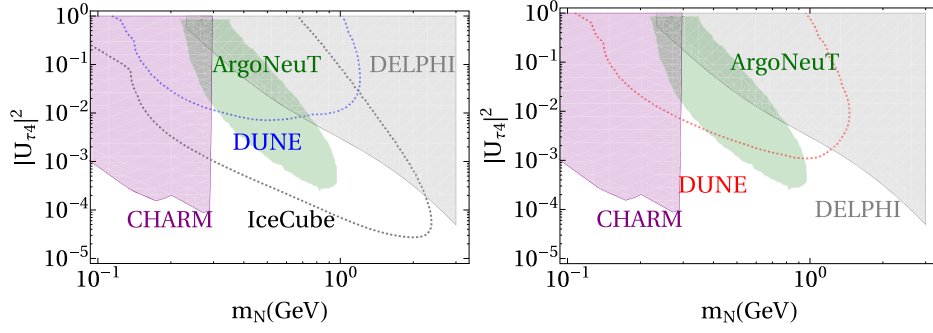 10⁰
10⁻¹
10⁻²
10⁻³
10⁻⁴
10⁻⁵
|U_τ4|²
DELPHI
ArgoNeuT
DUNE
CHARM
IceCube
10⁻¹
10⁰
m_N(GeV)
10⁰
10⁻¹
10⁻²
10⁻³
10⁻⁴
10⁻⁵
|U_τ4|²
ArgoNeuT
DUNE
DELPHI
CHARM
10⁻¹
10⁰
m_N(GeV)